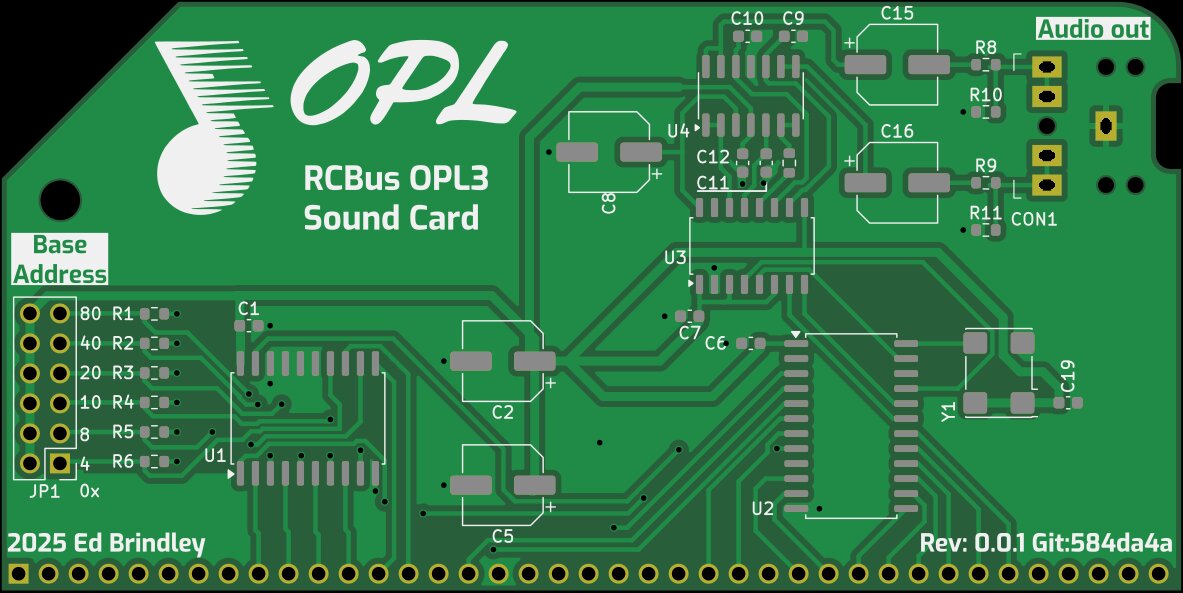 OPL
RCBus OPL3
Sound Card
Audio out
Base
Address
C10
C9
C15
R8
R10
U4
C12
C11
C16
R9
R11
CON1
C8
U3
C7
C6
C1
80
R1
40
R2
20
R3
10
R4
8
R5
4
R6
JP1
0x
U1
C2
C5
U2
Y1
C19
2025 Ed Brindley
Rev: 0.0.1 Git:584da4a
+
+
+
+
+